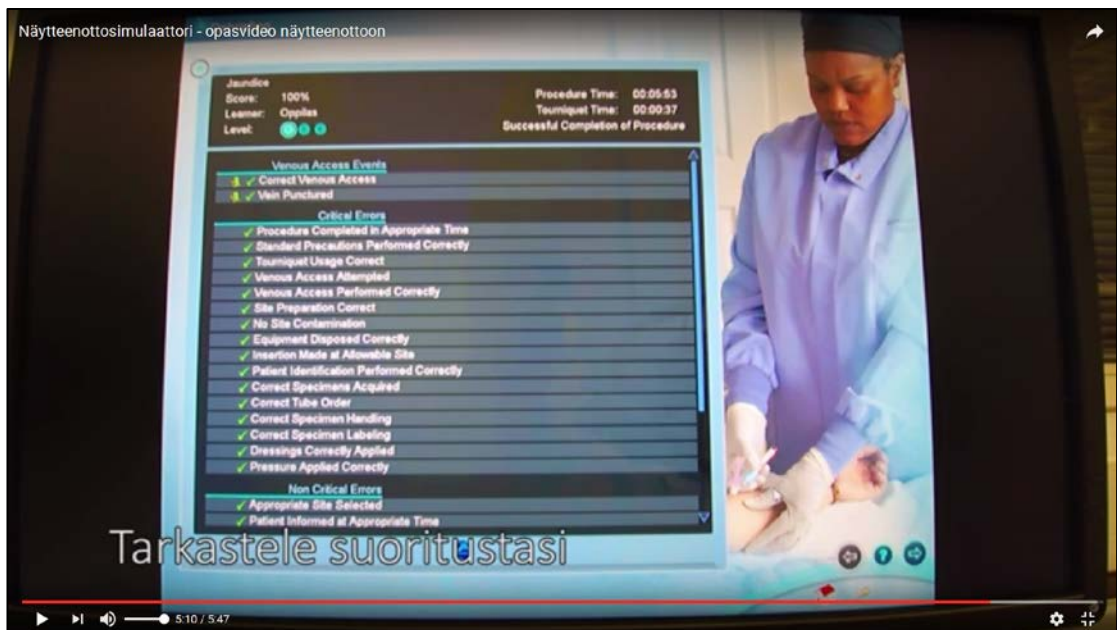 Näytteenottosimulaattori - opasvideo näytteenottoon
Jaundice
Score: 100%
Learner: Oppilas
Level:
Procedure Time: 00:05:53
Tourniquet Time: 00:00:37
Successful Completion of Procedure
Venous Access Events
Correct Venous Access
Vein Punctured
Critical Errors
Procedure Completed in Appropriate Time
Standard Precautions Performed Correctly
Tourniquet Usage Correct
Venous Access Attempted
Venous Access Performed Correctly
Site Preparation Correct
No Site Contamination
Equipment Disposed Correctly
Insertion Made at Allowable Site
Patient Identification Performed Correctly
Correct Specimens Acquired
Correct Tube Order
Correct Specimen Handling
Correct Specimen Labeling
Dressings Correctly Applied
Pressure Applied Correctly
Non Critical Errors
Appropriate Site Selected
Patient Informed at Appropriate Time
Tarkastele suoritustasi
?
5:10 / 5:47